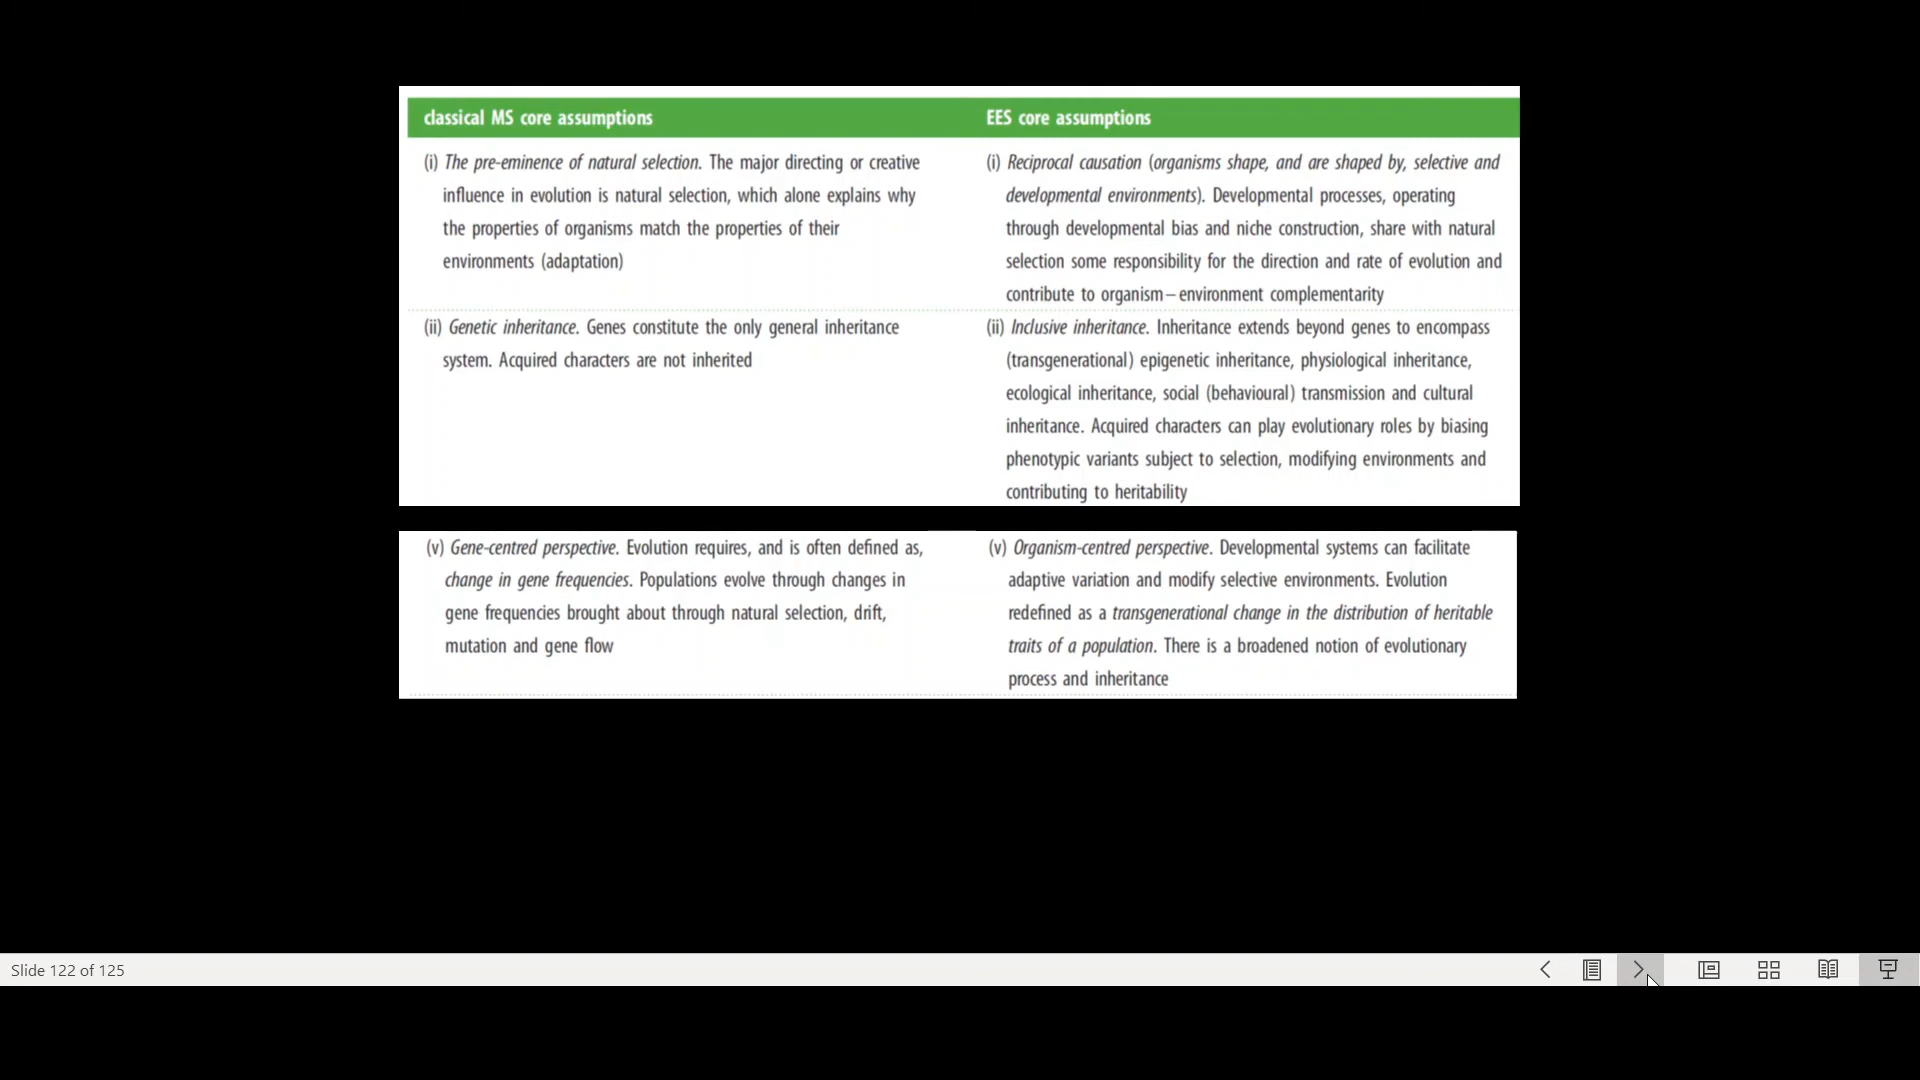 classical MS core assumptions
EES core assumptions
(i) The pre-eminence of natural selection. The major directing or creative
influence in evolution is natural selection, which alone explains why
the properties of organisms match the properties of their
environments (adaptation)
(i) Reciprocal causation (organisms shape, and are shaped by, selective and
developmental environments). Developmental processes, operating
through developmental bias and niche construction, share with natural
selection some responsibility for the direction and rate of evolution and
contribute to organism–environment complementarity
(ii) Genetic inheritance. Genes constitute the only general inheritance
system. Acquired characters are not inherited
(ii) Inclusive inheritance. Inheritance extends beyond genes to encompass
(transgenerational) epigenetic inheritance, physiological inheritance,
ecological inheritance, social (behavioural) transmission and cultural
inheritance. Acquired characters can play evolutionary roles by biasing
phenotypic variants subject to selection, modifying environments and
contributing to heritability
(v) Gene-centred perspective. Evolution requires, and is often defined as,
change in gene frequencies. Populations evolve through changes in
gene frequencies brought about through natural selection, drift,
mutation and gene flow
(v) Organism-centred perspective. Developmental systems can facilitate
adaptive variation and modify selective environments. Evolution
redefined as a transgenerational change in the distribution of heritable
traits of a population. There is a broadened notion of evolutionary
process and inheritance
Slide 122 of 125